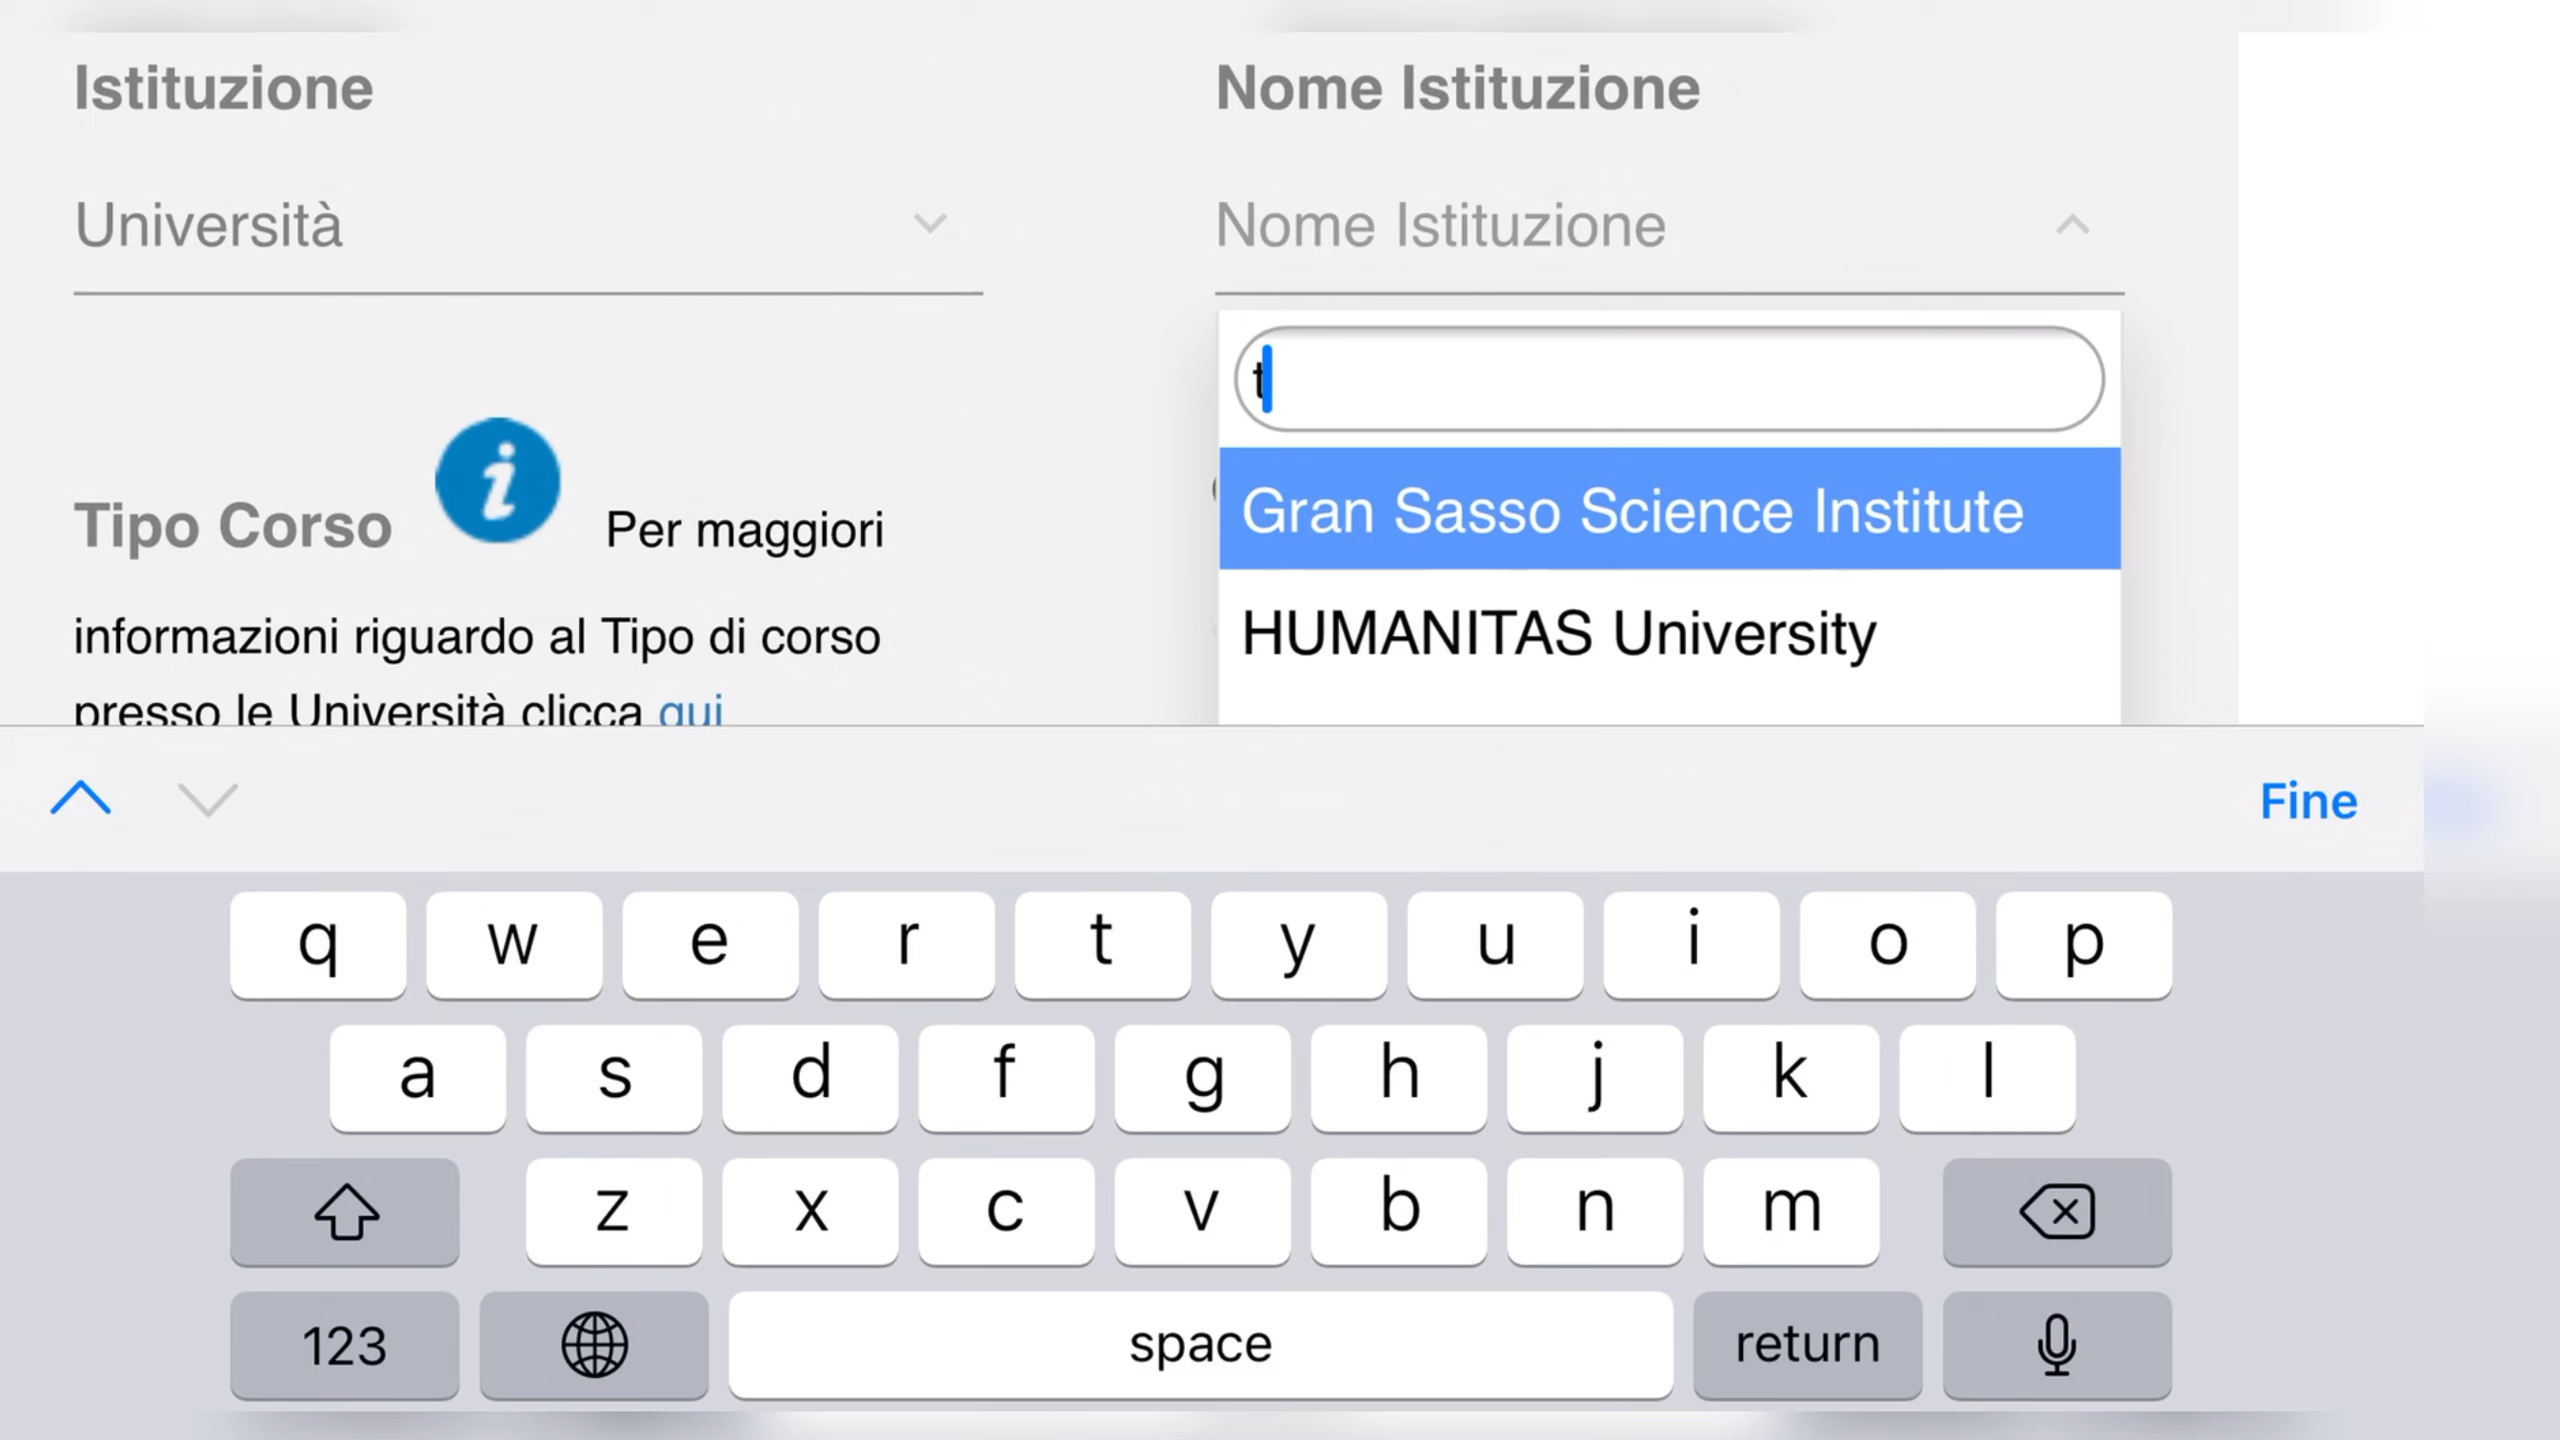 Istituzione
Nome Istituzione
Università
Nome Istituzione
t
Gran Sasso Science Institute
HUMANITAS University
Tipo Corso i Per maggiori
informazioni riguardo al Tipo di corso
presso le Università clicca qui
Fine
q w e r t y u i o p
a s d f g h j k l
z x c v b n m
123 space return